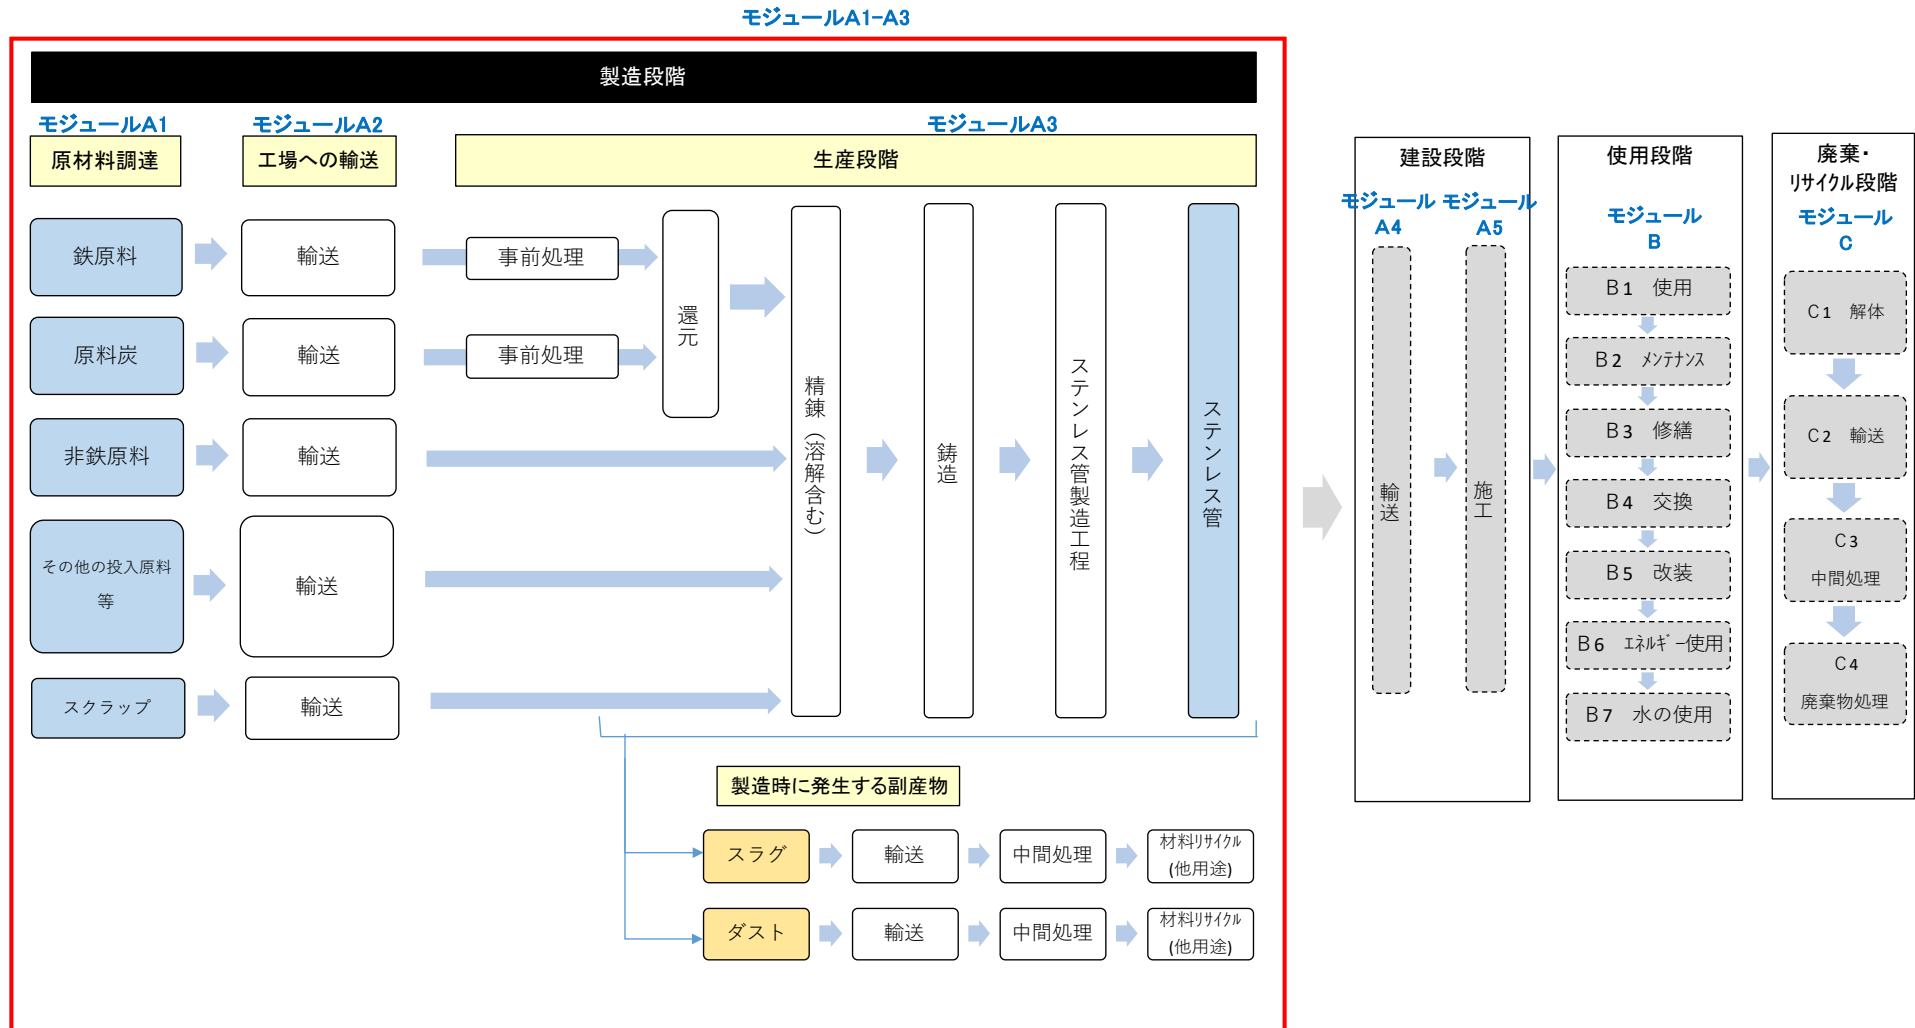 モジュールA1-A3
製造段階
モジュールA1
モジュールA2
モジュールA3
原材料調達
工場への輸送
生産段階
鉄原料
輸送
事前処理
原料炭
輸送
事前処理
還元
非鉄原料
輸送
その他の投入原料
等
輸送
スクラップ
輸送
精錬（溶解含む）
鋳造
ステンレス管製造工程
ステンレス管
製造時に発生する副産物
スラグ
輸送
中間処理
材料ﾘｻｲｸﾙ
(他用途)
ダスト
輸送
中間処理
材料ﾘｻｲｸﾙ
(他用途)
建設段階
モジュール
A4
モジュール
A5
輸送
施工
使用段階
モジュール
B
B1　使用
B2　ﾒﾝﾃﾅﾝｽ
B3　修繕
B4　交換
B5　改装
B6　ｴﾈﾙｷﾞｰ使用
B7　水の使用
廃棄・
ﾘｻｲｸﾙ段階
モジュール
C
C1　解体
C2　輸送
C3
中間処理
C4
廃棄物処理